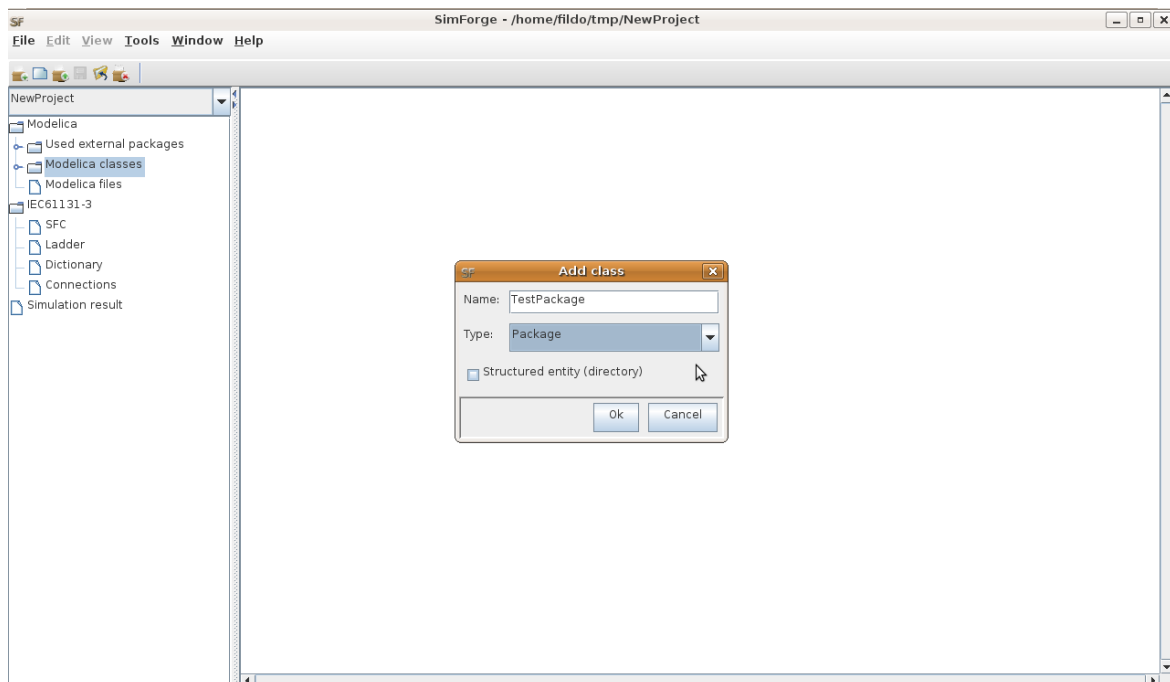 SF SimForge - /home/fildo/tmp/NewProject
File Edit View Tools Window Help
NewProject
Modelica
Used external packages
Modelica classes
Modelica files
IEC61131-3
SFC
Ladder
Dictionary
Connections
Simulation result
SF Add class
Name: TestPackage
Type: Package
Structured entity (directory)
Ok Cancel